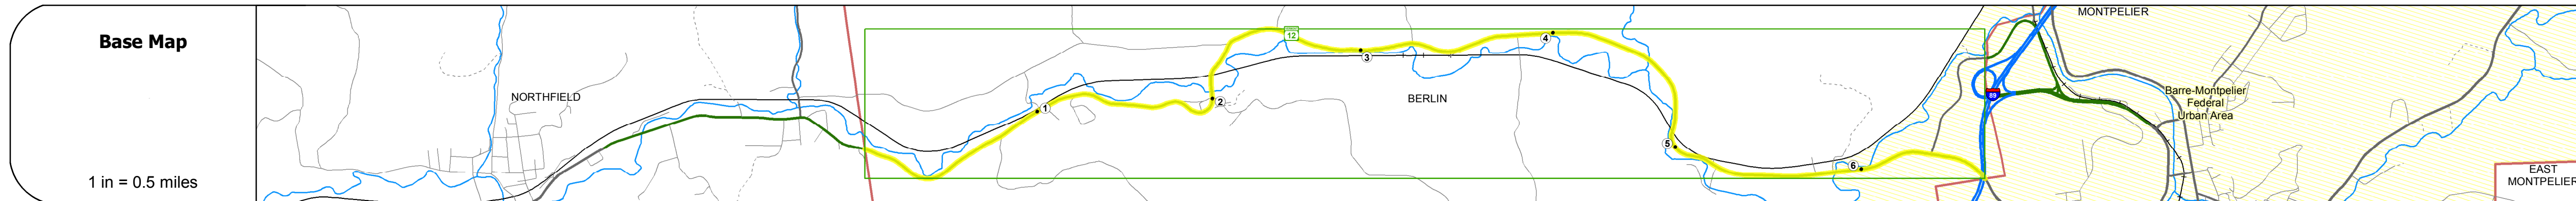 Base Map
1 in = 0.5 miles
NORTHFIELD
1
2
12
3
4
BERLIN
5
6
89
MONTPELIER
Barre-Montpelier
Federal
Urban Area
EAST
MONTPELIER